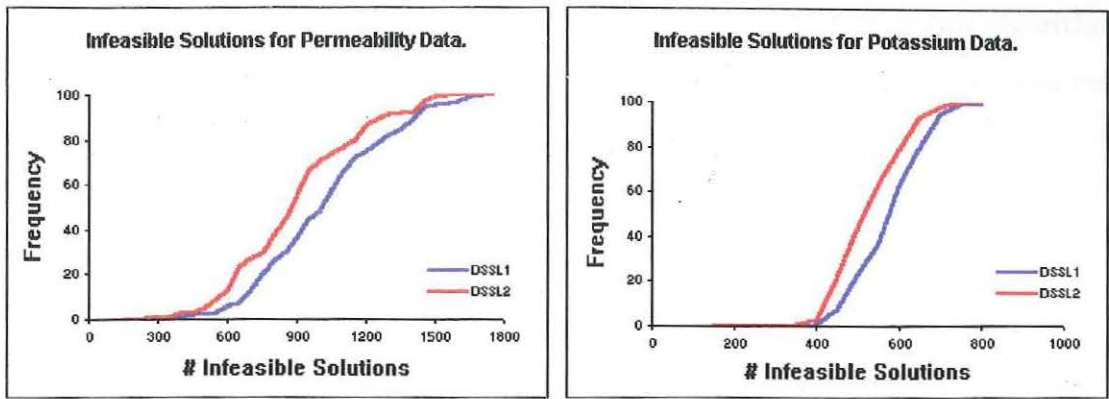 Infeasible Solutions for Permeability Data.
100
80
60
40
20
0
Frequency
DSSL1
DSSL2
0 300 600 900 1200 1500 1800
# Infeasible Solutions
Infeasible Solutions for Potassium Data.
100
80
60
40
20
0
Frequency
DSSL1
DSSL2
0 200 400 600 800 1000
# Infeasible Solutions